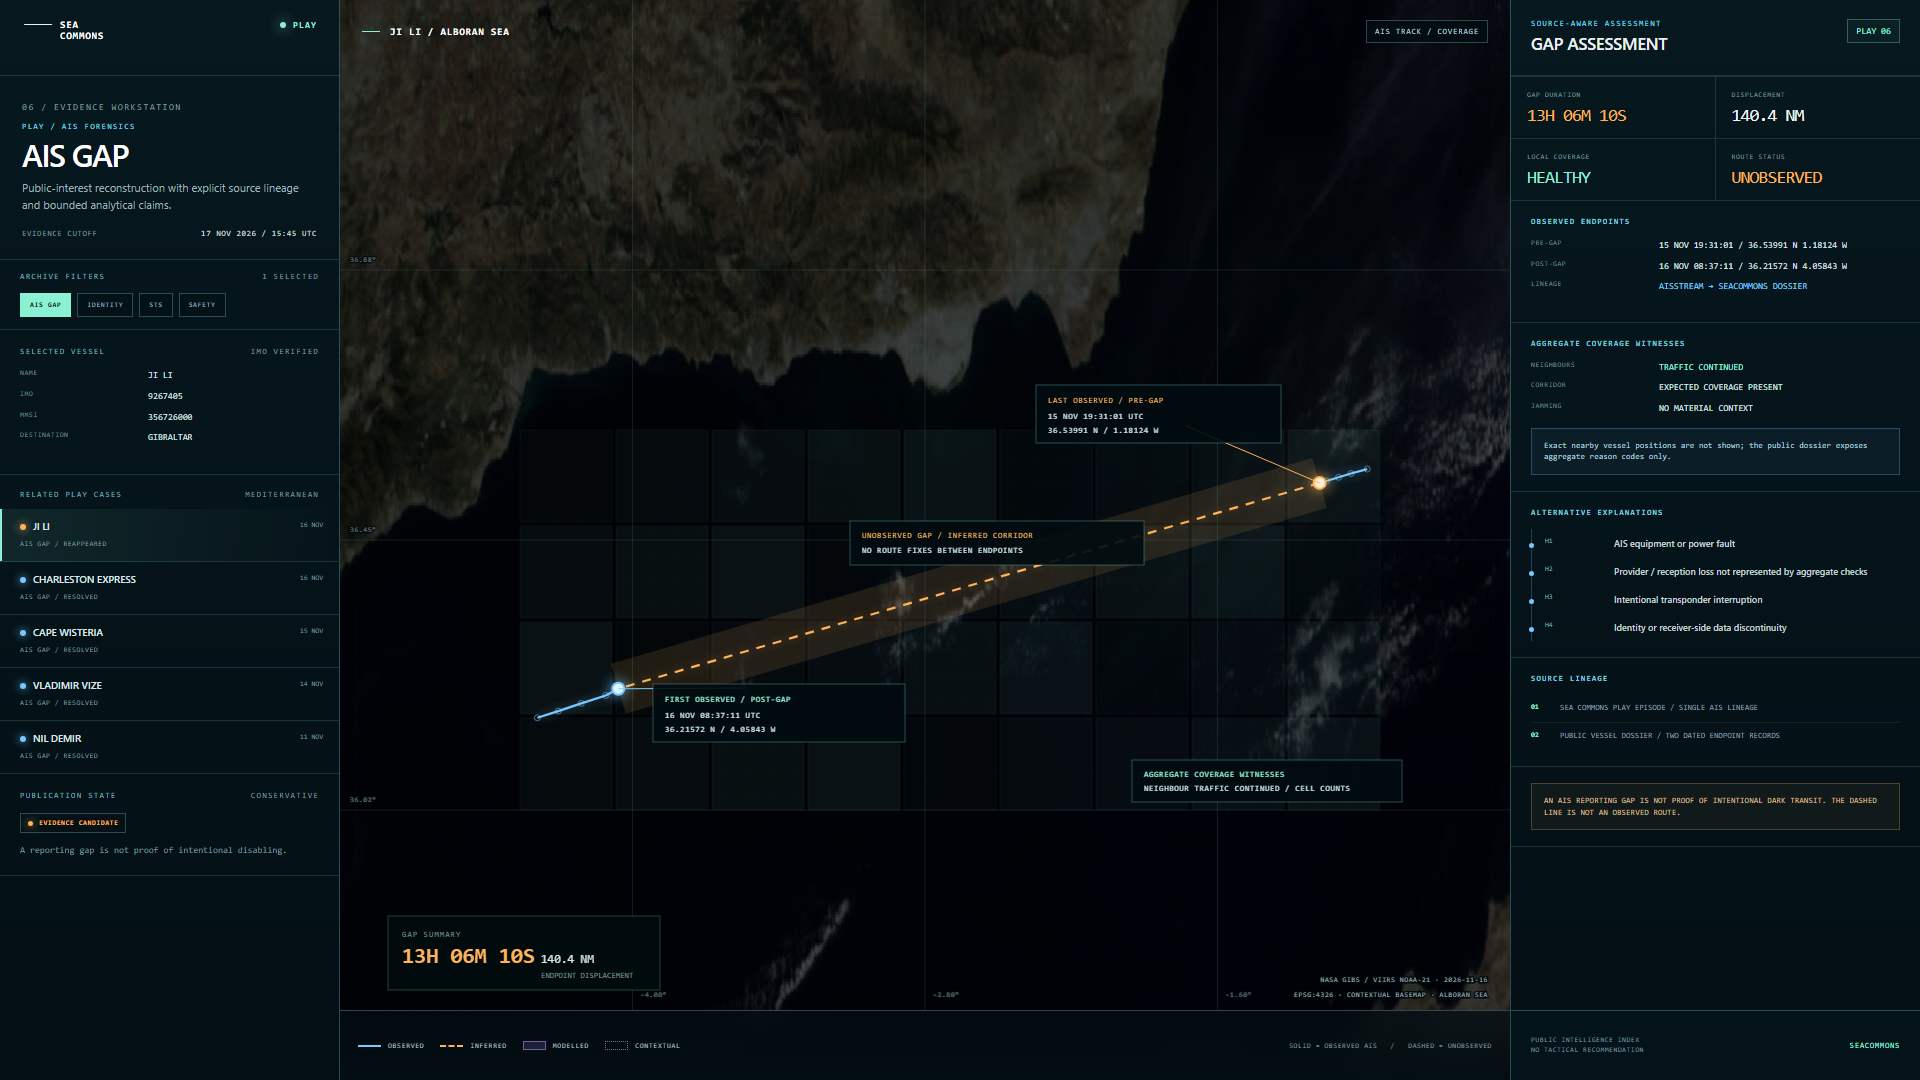 SEA
COMMONS
PLAY
06 / EVIDENCE WORKSTATION
PLAY / AIS FORENSICS
AIS GAP
Public-interest reconstruction with explicit source lineage
and bounded analytical claims.
EVIDENCE CUTOFF 17 NOV 2026 / 15:45 UTC
ARCHIVE FILTERS 1 SELECTED
AIS GAP IDENTITY STS SAFETY
SELECTED VESSEL IMO VERIFIED
NAME JI LI
IMO 9267405
MMSI 356726000
DESTINATION GIBRALTAR
RELATED PLAY CASES MEDITERRANEAN
JI LI 16 NOV
AIS GAP / REAPPEARED
CHARLESTON EXPRESS 16 NOV
AIS GAP / RESOLVED
CAPE WISTERIA 15 NOV
AIS GAP / RESOLVED
VLADIMIR VIZE 14 NOV
AIS GAP / RESOLVED
NIL DEMIR 11 NOV
AIS GAP / RESOLVED
PUBLICATION STATE CONSERVATIVE
EVIDENCE CANDIDATE
A reporting gap is not proof of intentional disabling.
JI LI / ALBORAN SEA
AIS TRACK / COVERAGE
36.88°
36.45°
36.02°
LAST OBSERVED / PRE-GAP
15 NOV 19:31:01 UTC
36.53991 N / 1.18124 W
UNOBSERVED GAP / INFERRED CORRIDOR
NO ROUTE FIXES BETWEEN ENDPOINTS
FIRST OBSERVED / POST-GAP
16 NOV 08:37:11 UTC
36.21572 N / 4.05843 W
AGGREGATE COVERAGE WITNESSES
NEIGHBOUR TRAFFIC CONTINUED / CELL COUNTS
GAP SUMMARY
13H 06M 10S 140.4 NM
ENDPOINT DISPLACEMENT
-4.00° -2.80° -1.60°
NASA GIBS / VIIRS NOAA-21 · 2026-11-16
EPSG:4326 · CONTEXTUAL BASEMAP · ALBORAN SEA
OBSERVED INFERRED MODELLED CONTEXTUAL
SOLID = OBSERVED AIS / DASHED = UNOBSERVED
SOURCE-AWARE ASSESSMENT
GAP ASSESSMENT
PLAY 06
GAP DURATION DISPLACEMENT
13H 06M 10S 140.4 NM
LOCAL COVERAGE ROUTE STATUS
HEALTHY UNOBSERVED
OBSERVED ENDPOINTS
PRE-GAP 15 NOV 19:31:01 / 36.53991 N 1.18124 W
POST-GAP 16 NOV 08:37:11 / 36.21572 N 4.05843 W
LINEAGE AISSTREAM → SEACOMMONS DOSSIER
AGGREGATE COVERAGE WITNESSES
NEIGHBOURS TRAFFIC CONTINUED
CORRIDOR EXPECTED COVERAGE PRESENT
JAMMING NO MATERIAL CONTEXT
Exact nearby vessel positions are not shown; the public dossier exposes
aggregate reason codes only.
ALTERNATIVE EXPLANATIONS
H1 AIS equipment or power fault
H2 Provider / reception loss not represented by aggregate checks
H3 Intentional transponder interruption
H4 Identity or receiver-side data discontinuity
SOURCE LINEAGE
01 SEA COMMONS PLAY EPISODE / SINGLE AIS LINEAGE
02 PUBLIC VESSEL DOSSIER / TWO DATED ENDPOINT RECORDS
AN AIS REPORTING GAP IS NOT PROOF OF INTENTIONAL DARK TRANSIT. THE DASHED
LINE IS NOT AN OBSERVED ROUTE.
PUBLIC INTELLIGENCE INDEX
NO TACTICAL RECOMMENDATION
SEACOMMONS